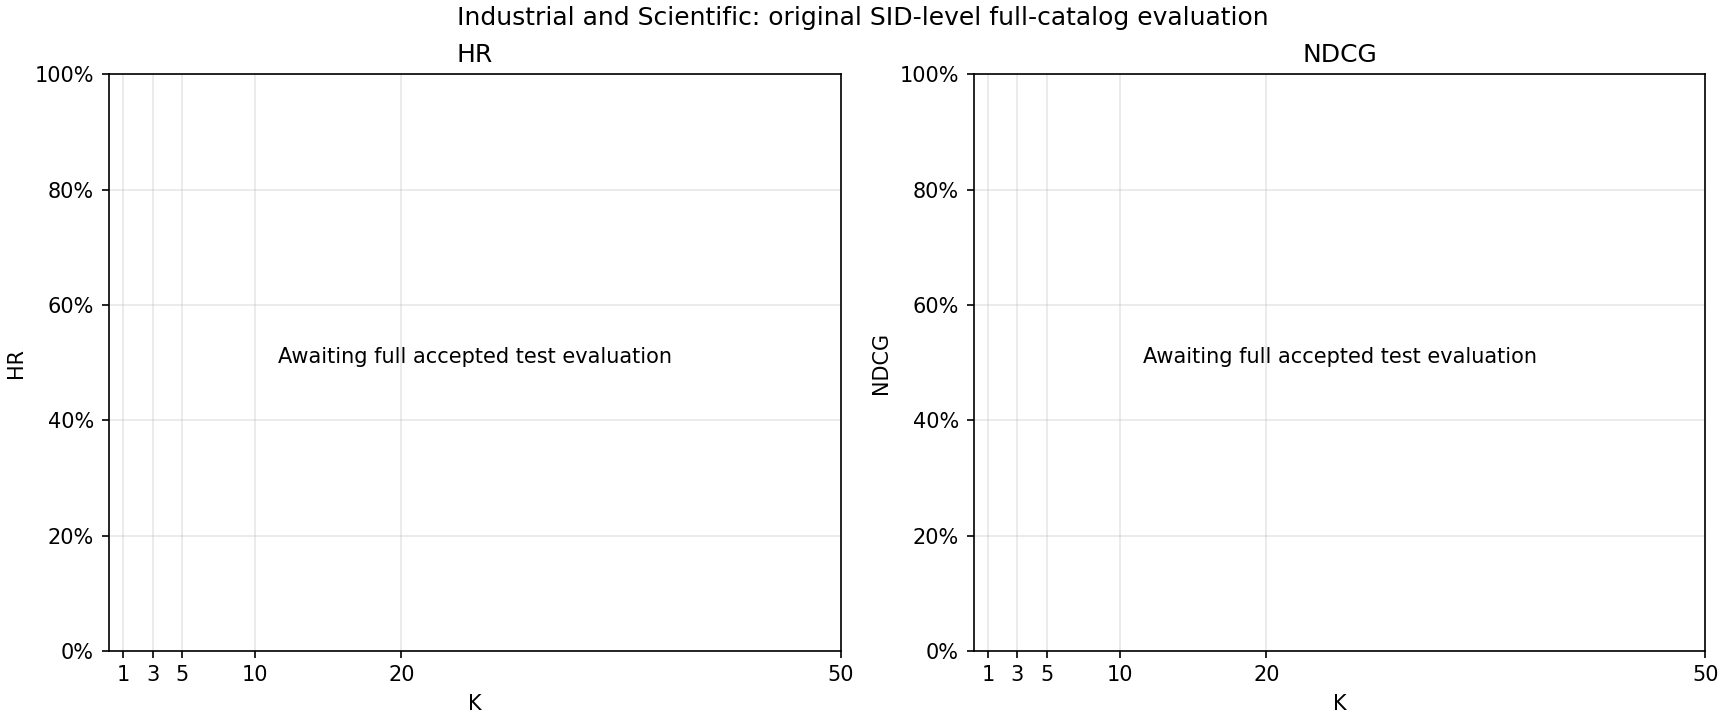 Industrial and Scientific: original SID-level full-catalog evaluation
HR
100%
80%
60%
40%
20%
0%
HR
Awaiting full accepted test evaluation
1 3 5 10 20 50
K
NDCG
100%
80%
60%
40%
20%
0%
NDCG
Awaiting full accepted test evaluation
1 3 5 10 20 50
K